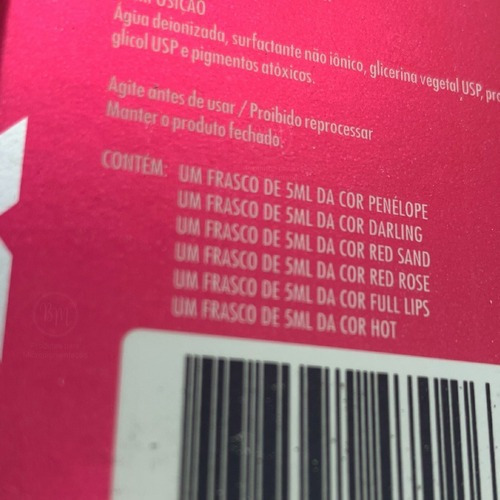 Água deionizada, surfactante não iônico, glicerina vegetal USP,
glicol USP e pigmentos atóxicos.
Agite antes de usar / Proibido reprocessar
Manter o produto fechado.
CONTÉM: UM FRASCO DE 5ML DA COR PENÉLOPE
UM FRASCO DE 5ML DA COR DARLING
UM FRASCO DE 5ML DA COR RED SAND
UM FRASCO DE 5ML DA COR RED ROSE
UM FRASCO DE 5ML DA COR FULL LIPS
UM FRASCO DE 5ML DA COR HOT